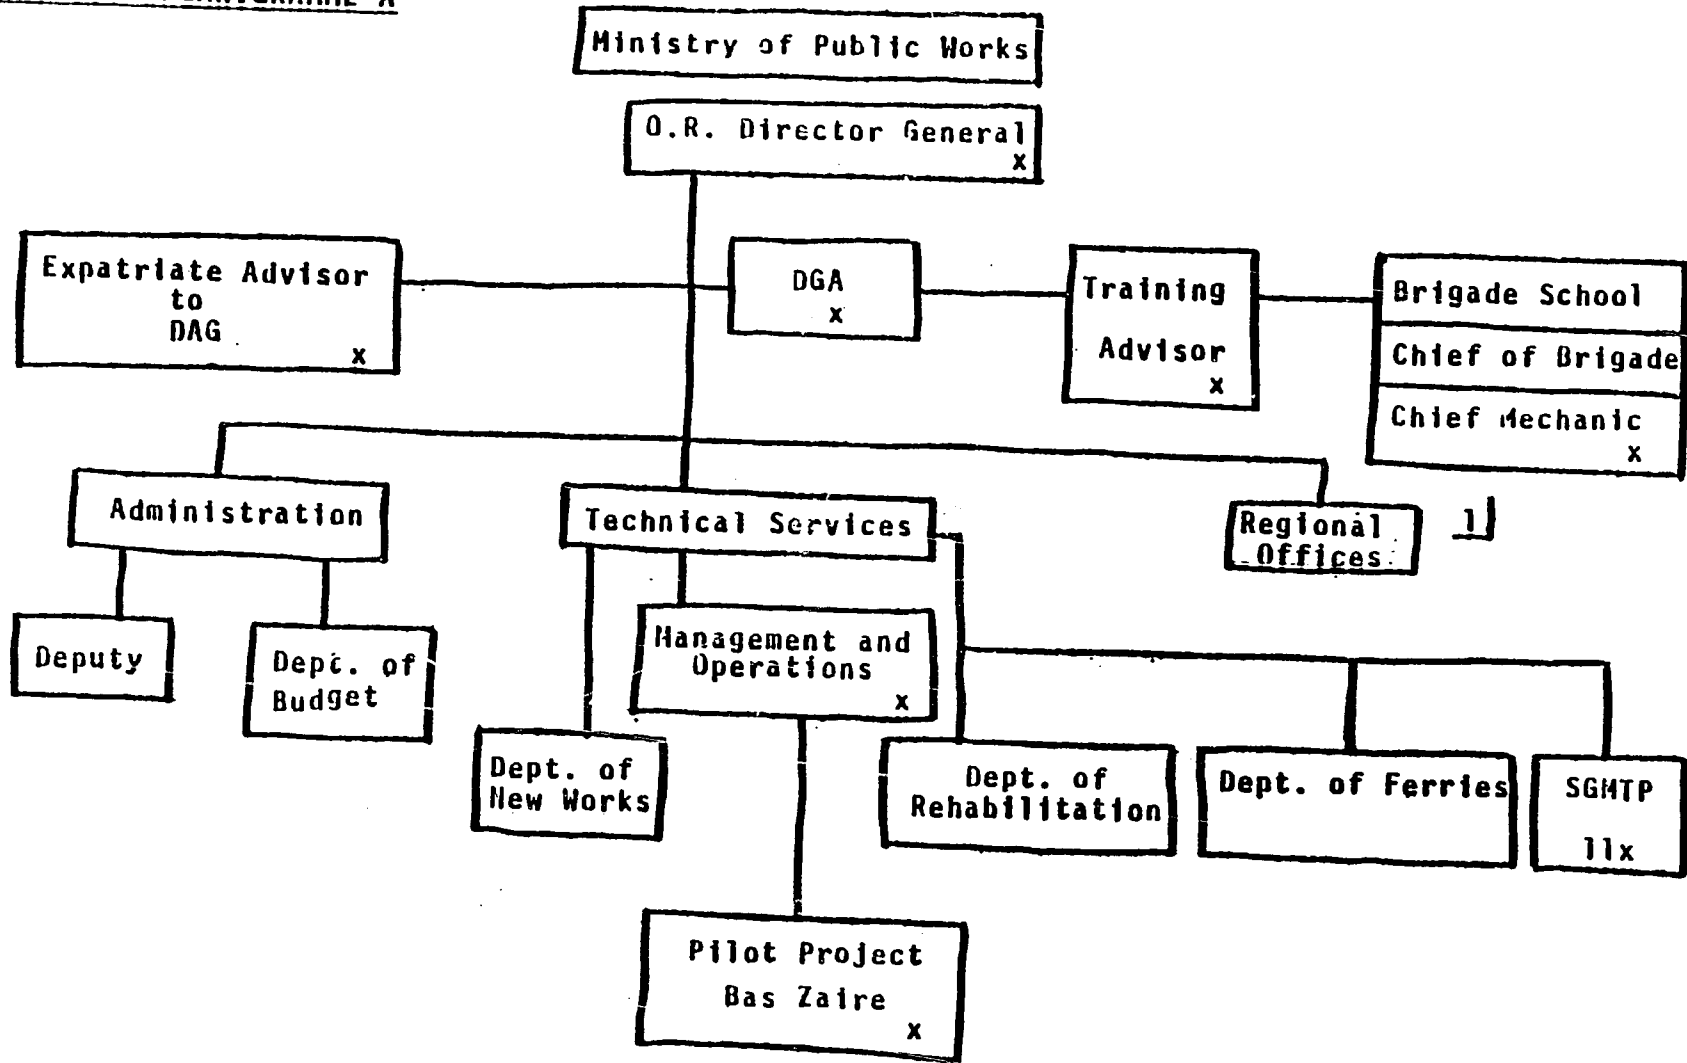 Ministry of Public Works
O.R. Director General
x
Expatriate Advisor
to
DAG
x
DGA
x
Training
Advisor
x
Brigade School
Chief of Brigade
Chief Mechanic
x
Administration
Technical Services
Regional
Offices
1
Deputy
Dept. of
Budget
Management and
Operations
x
Dept. of
New Works
Dept. of
Rehabilitation
Dept. of Ferries
SGMTP
11x
Pilot Project
Bas Zaire
x